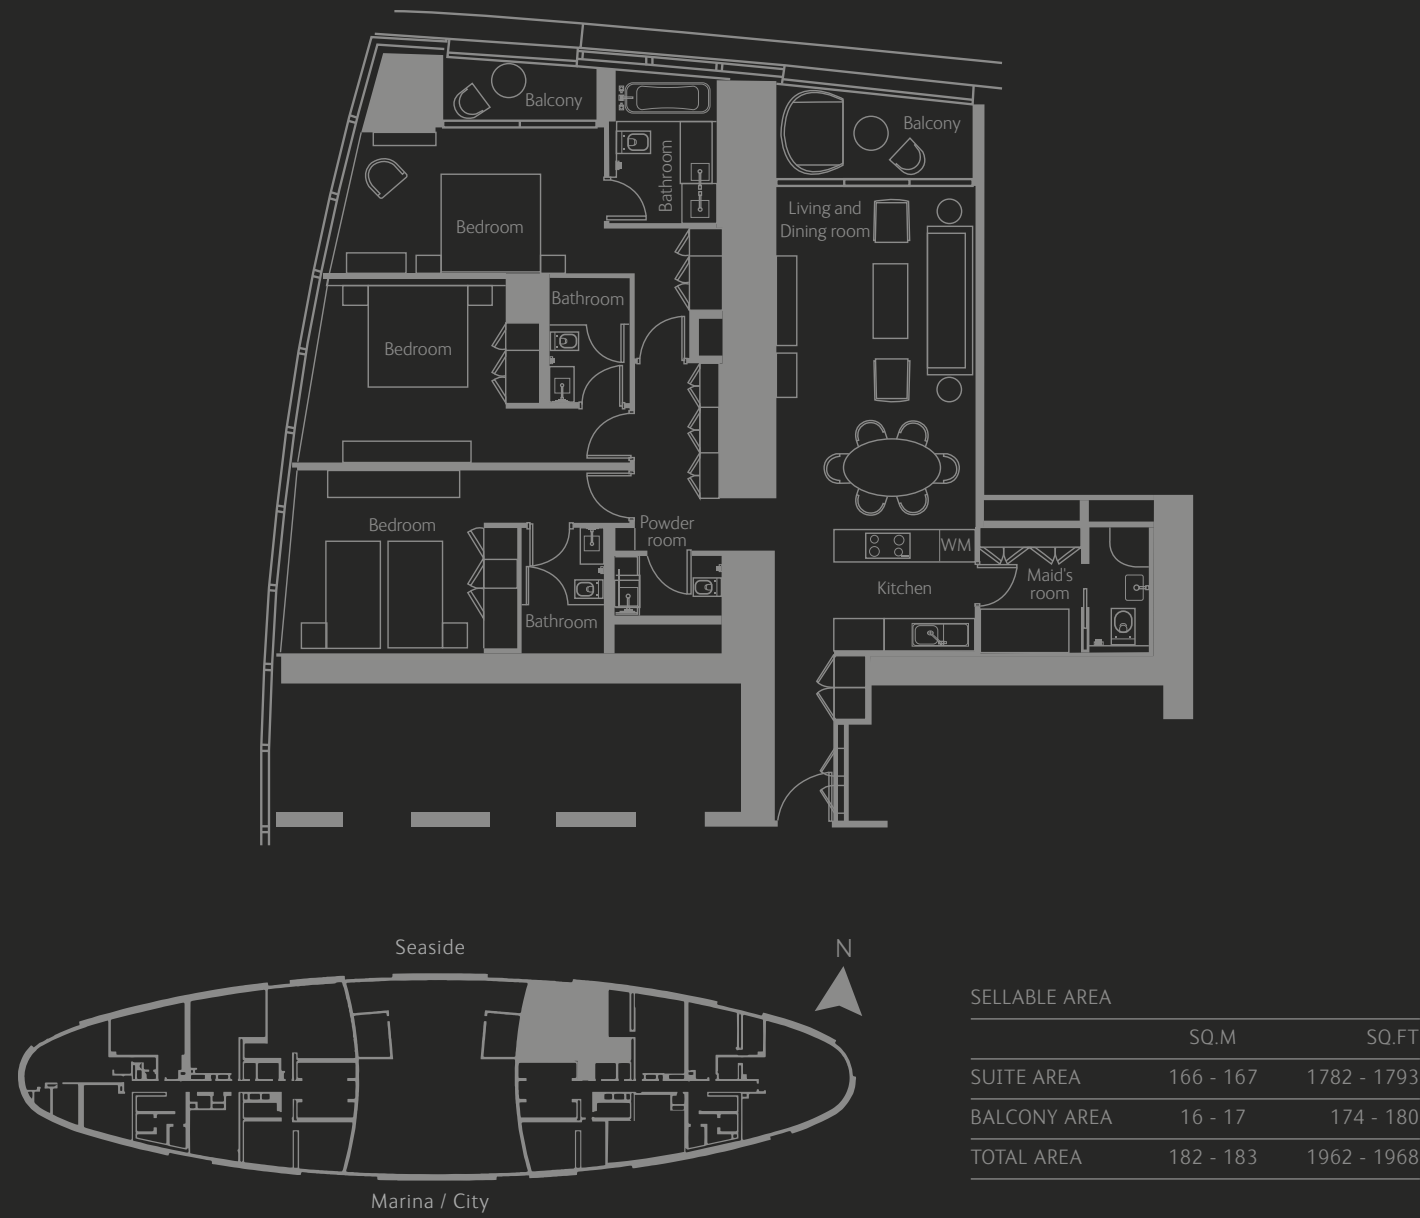 Balcony
Balcony
Bathroom
Living and
Dining room
Bedroom
Bathroom
Bedroom
Bedroom
Powder
room
WM
Kitchen
Maid's
room
Bathroom
Seaside
N
Marina / City
SELLABLE AREA
SQ.M SQ.FT
SUITE AREA 166 - 167 1782 - 1793
BALCONY AREA 16 - 17 174 - 180
TOTAL AREA 182 - 183 1962 - 1968